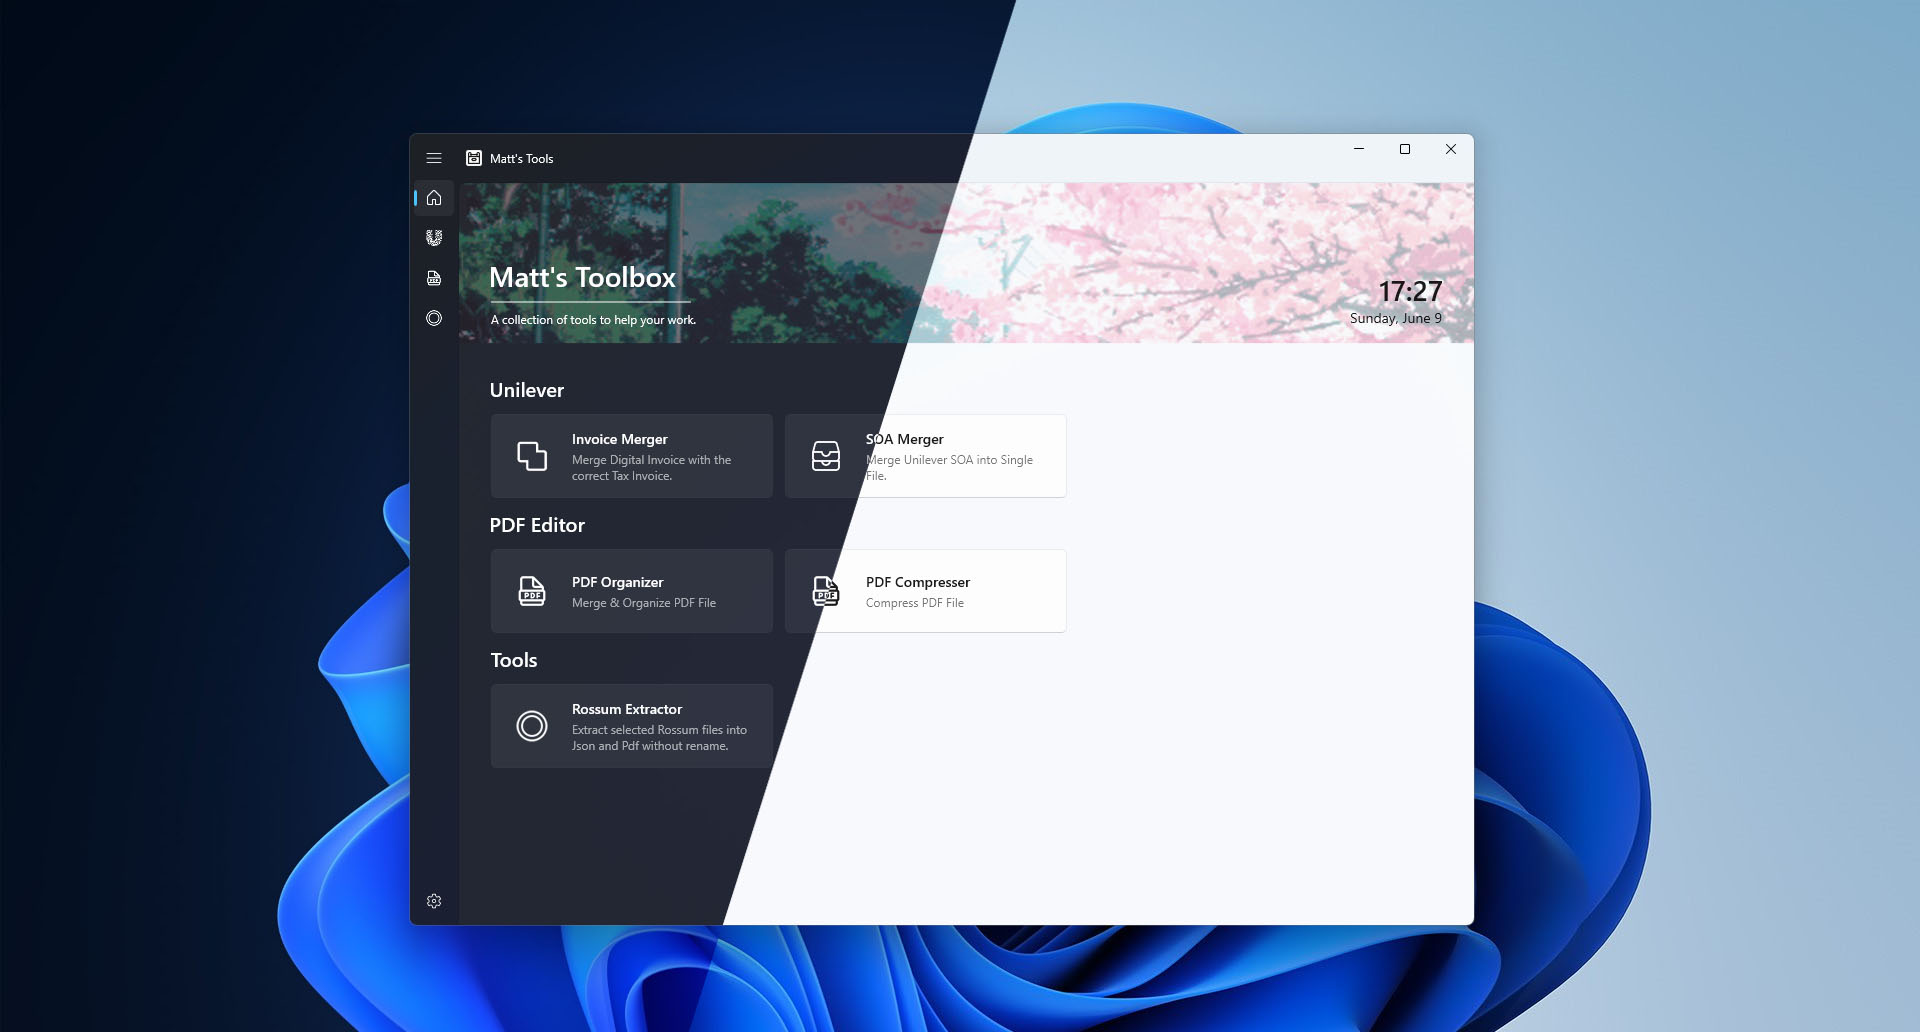 Matt's Tools
Matt's Toolbox
A collection of tools to help your work.
17:27
Sunday, June 9
Unilever
Invoice Merger
Merge Digital Invoice with the
correct Tax Invoice.
SOA Merger
Merge Unilever SOA into Single
File.
PDF Editor
PDF
PDF Organizer
Merge & Organize PDF File
PDF
PDF Compresser
Compress PDF File
Tools
Rossum Extractor
Extract selected Rossum files into
Json and Pdf without rename.